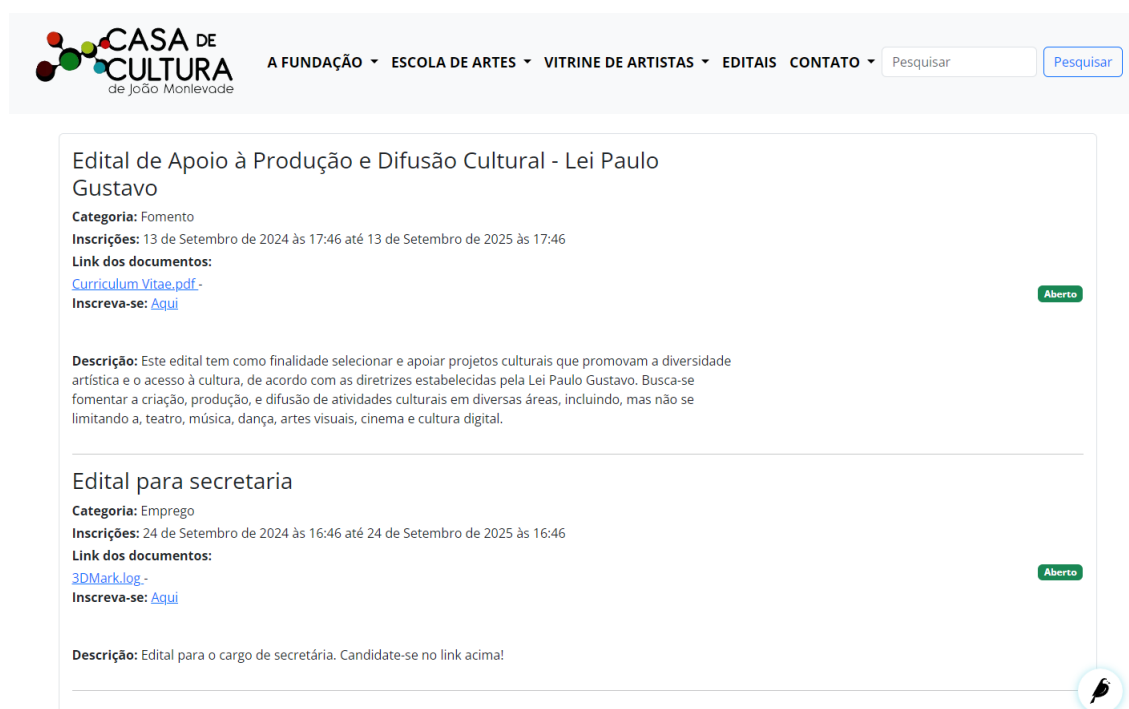 CASA DE
CULTURA
de João Monlevade
A FUNDAÇÃO ESCOLA DE ARTES VITRINE DE ARTISTAS EDITAIS CONTATO Pesquisar Pesquisar
Edital de Apoio à Produção e Difusão Cultural - Lei Paulo
Gustavo
Categoria: Fomento
Inscrições: 13 de Setembro de 2024 às 17:46 até 13 de Setembro de 2025 às 17:46
Link dos documentos:
Curriculum Vitae.pdf -
Aberto
Inscreva-se: Aqui
Descrição: Este edital tem como finalidade selecionar e apoiar projetos culturais que promovam a diversidade
artística e o acesso à cultura, de acordo com as diretrizes estabelecidas pela Lei Paulo Gustavo. Busca-se
fomentar a criação, produção, e difusão de atividades culturais em diversas áreas, incluindo, mas não se
limitando a, teatro, música, dança, artes visuais, cinema e cultura digital.
Edital para secretaria
Categoria: Emprego
Inscrições: 24 de Setembro de 2024 às 16:46 até 24 de Setembro de 2025 às 16:46
Link dos documentos:
3DMark.log -
Aberto
Inscreva-se: Aqui
Descrição: Edital para o cargo de secretária. Candidate-se no link acima!